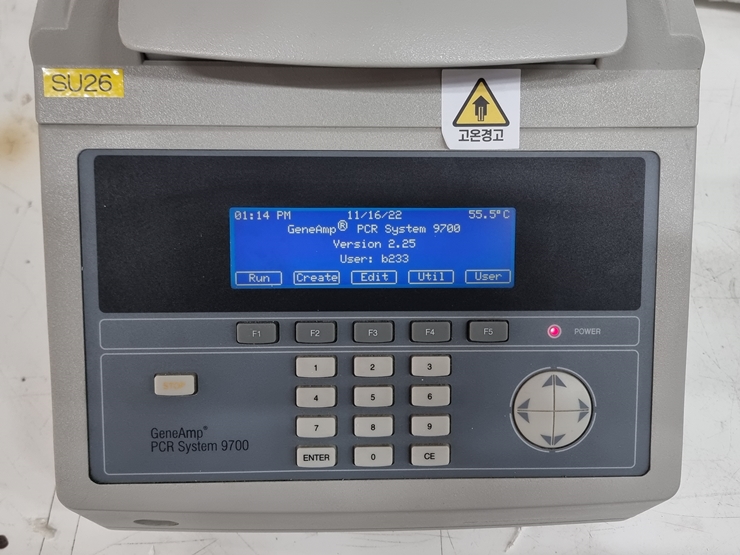 SU26
고온경고
01:14 PM 11/16/22 55.5°C
GeneAmp® PCR System 9700
Version 2.25
User: b233
Run Create Edit Util User
F1 F2 F3 F4 F5 POWER
1 2 3
STOP
4 5 6
7 8 9
GeneAmp®
PCR System 9700
ENTER 0 CE